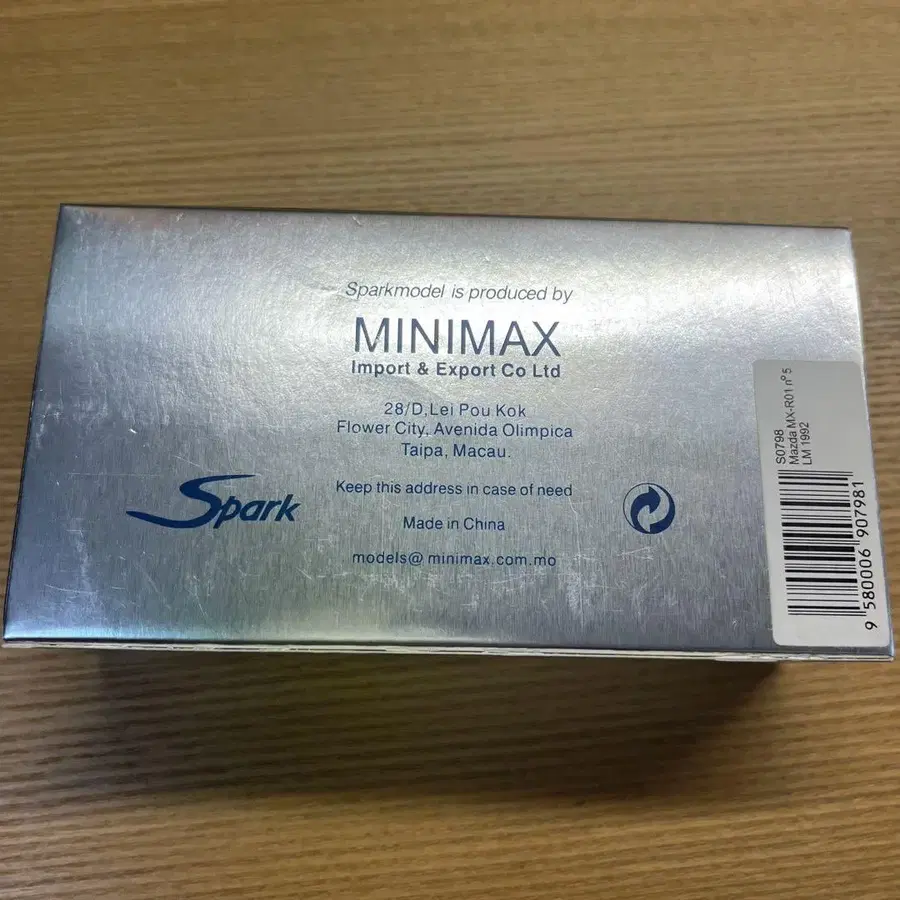 Sparkmodel is produced by
MINIMAX
Import & Export Co Ltd
28/D,Lei Pou Kok
Flower City, Avenida Olimpica
Taipa, Macau.
Spark
Keep this address in case of need
Made in China
models@ minimax.com.mo
S0798
Mazda MX-R01 n°5
LM 1992
9 580006 907981